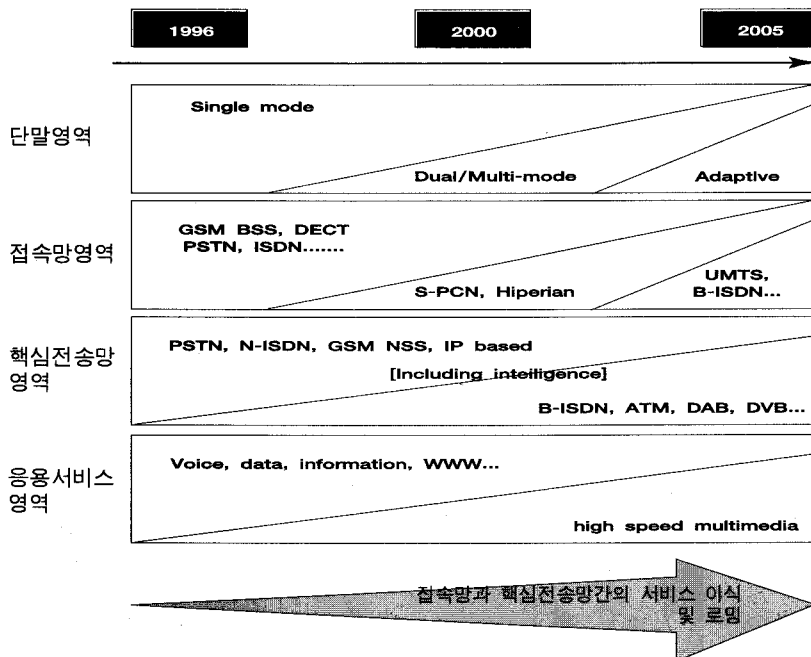 1996
2000
2005
단말영역
Single mode
Dual/Multi-mode
Adaptive
접속망영역
GSM BSS, DECT
PSTN, ISDN.......
S-PCN, Hiperian
UMTS,
B-ISDN...
핵심전송망
영역
PSTN, N-ISDN, GSM NSS, IP based
[Including intelligence]
B-ISDN, ATM, DAB, DVB...
응용서비스
영역
Voice, data, information, WWW...
high speed multimedia
접속망과 핵심전송망간의 서비스 이식
및 로밍